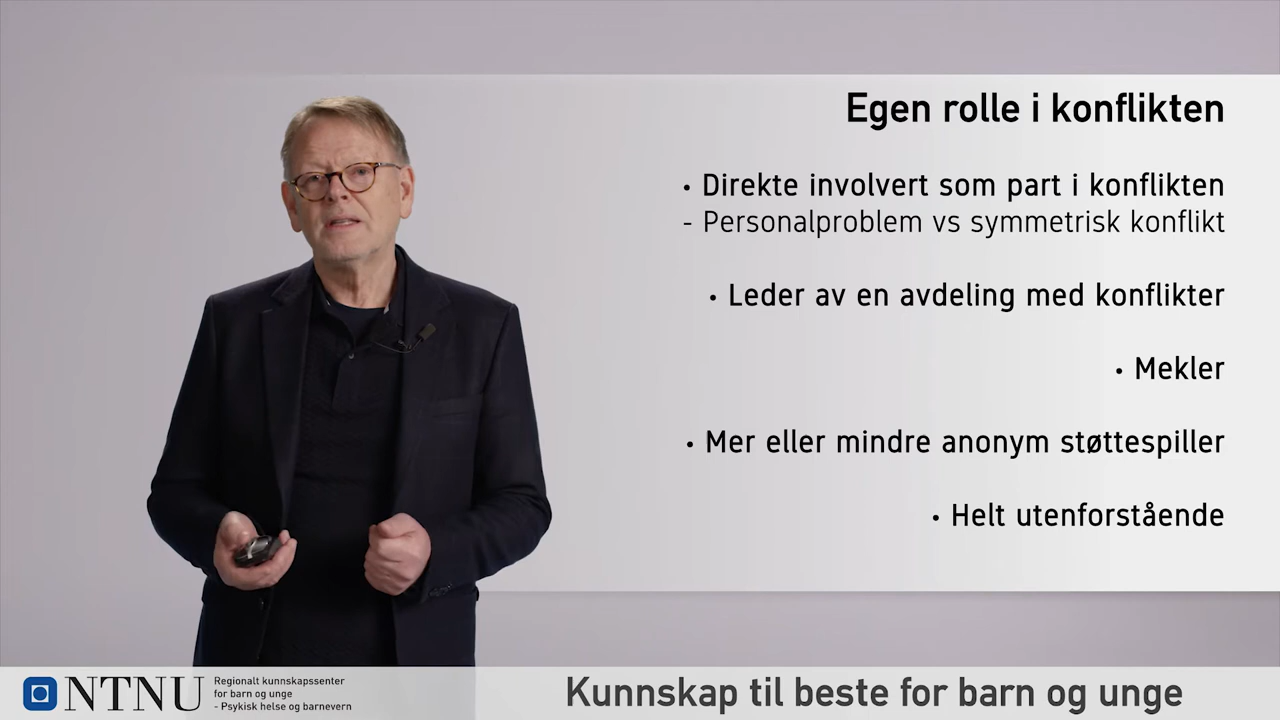 Egen rolle i konflikten
• Direkte involvert som part i konflikten
- Personalproblem vs symmetrisk konflikt
• Leder av en avdeling med konflikter
• Mekler
• Mer eller mindre anonym støttespiller
• Helt utenforstående
NTNU
Regionalt kunnskapssenter
for barn og unge
- Psykisk helse og barnevern
Kunnskap til beste for barn og unge